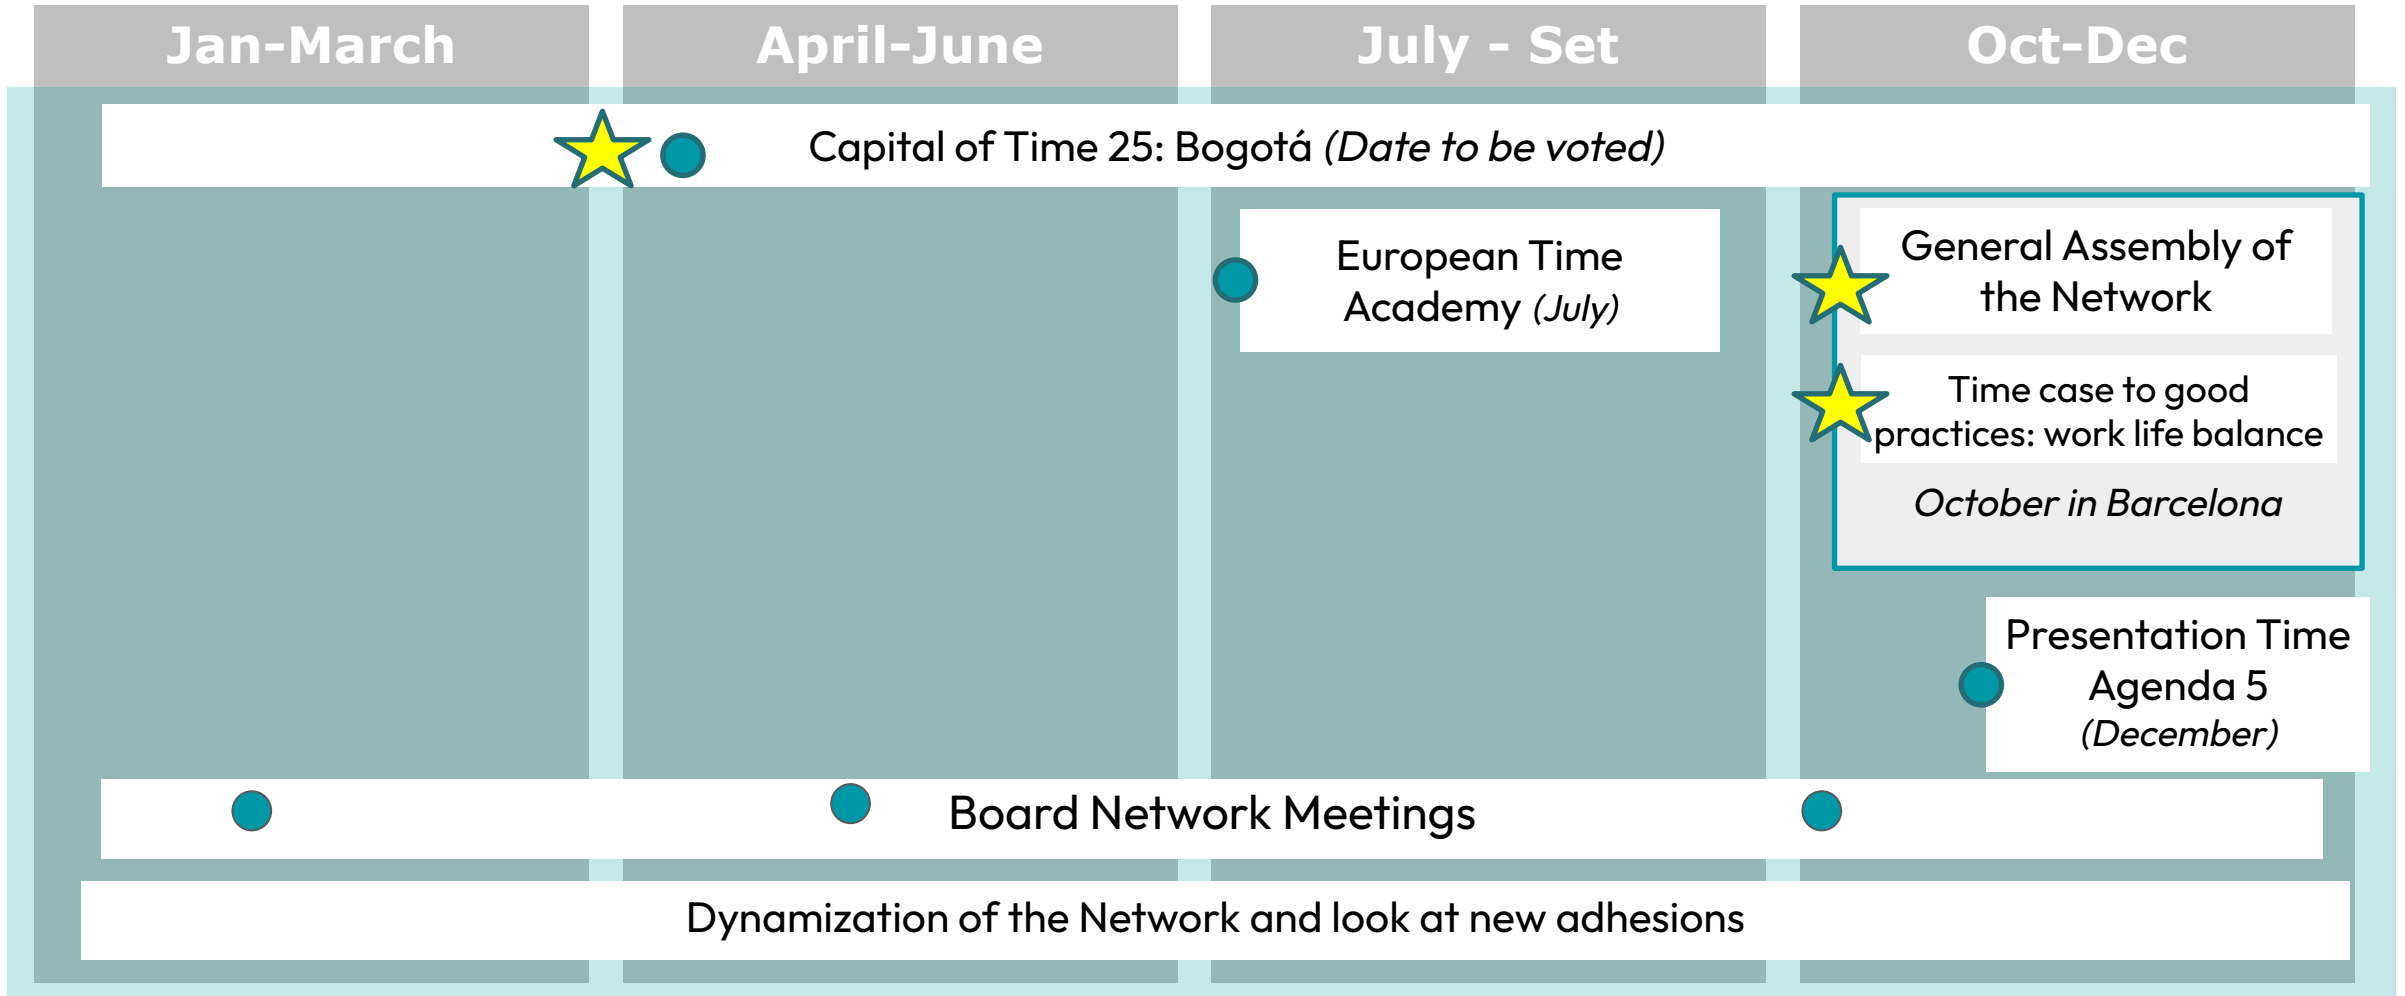 Jan-March
April-June
July - Set
Oct-Dec
Capital of Time 25: Bogotá (Date to be voted)
European Time
Academy (July)
General Assembly of
the Network
Time case to good
practices: work life balance
October in Barcelona
Presentation Time
Agenda 5
(December)
Board Network Meetings
Dynamization of the Network and look at new adhesions